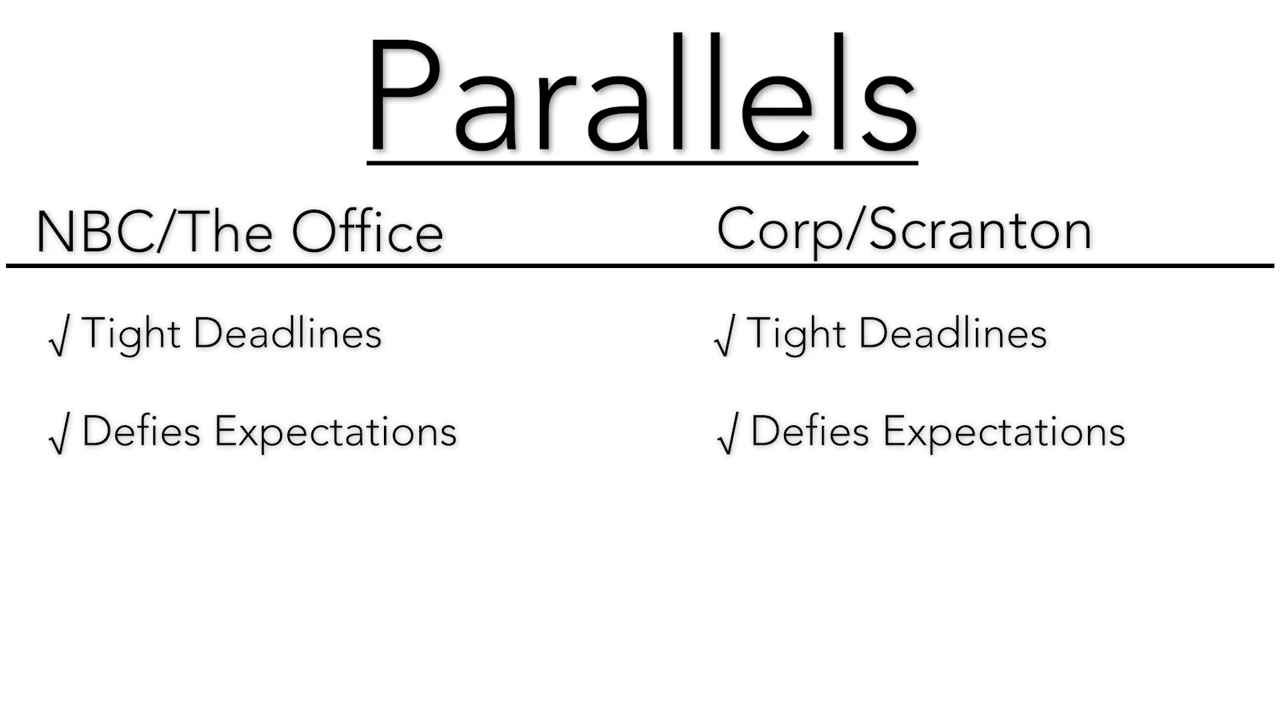 Parallels
NBC/The Office
Corp/Scranton
√ Tight Deadlines
√ Tight Deadlines
√ Defies Expectations
√ Defies Expectations